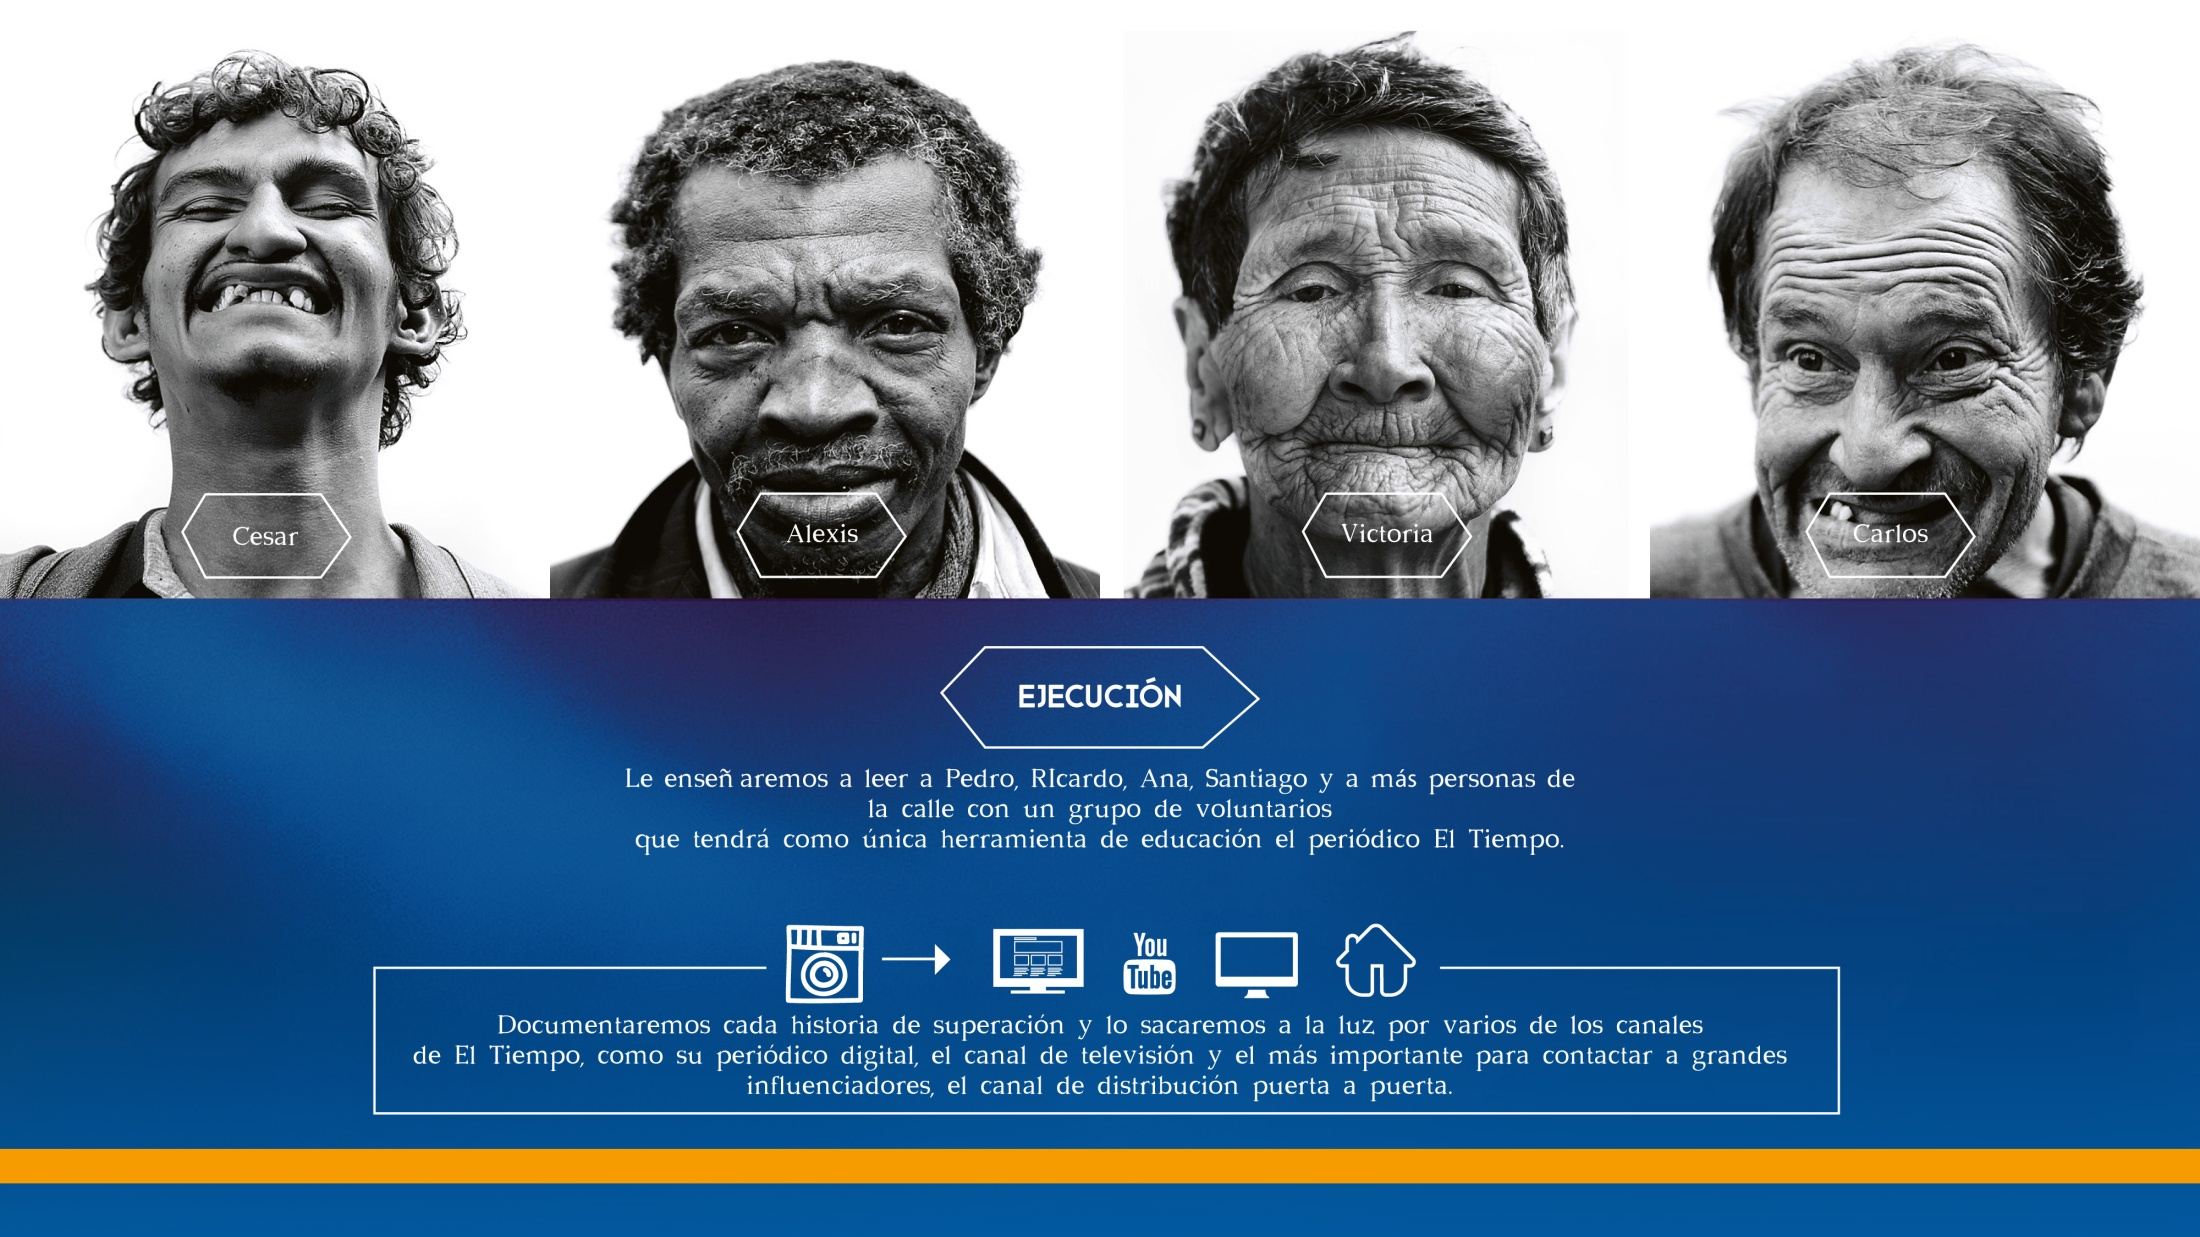 Cesar
Alexis
Victoria
Carlos
EJECUCIÓN
Le enseñ aremos a leer a Pedro, RIcardo, Ana, Santiago y a más personas de
la calle con un grupo de voluntarios
que tendrá como única herramienta de educación el periódico El Tiempo.
You
Tube
Documentaremos cada historia de superación y lo sacaremos a la luz por varios de los canales
de El Tiempo, como su periódico digital, el canal de televisión y el más importante para contactar a grandes
influenciadores, el canal de distribución puerta a puerta.